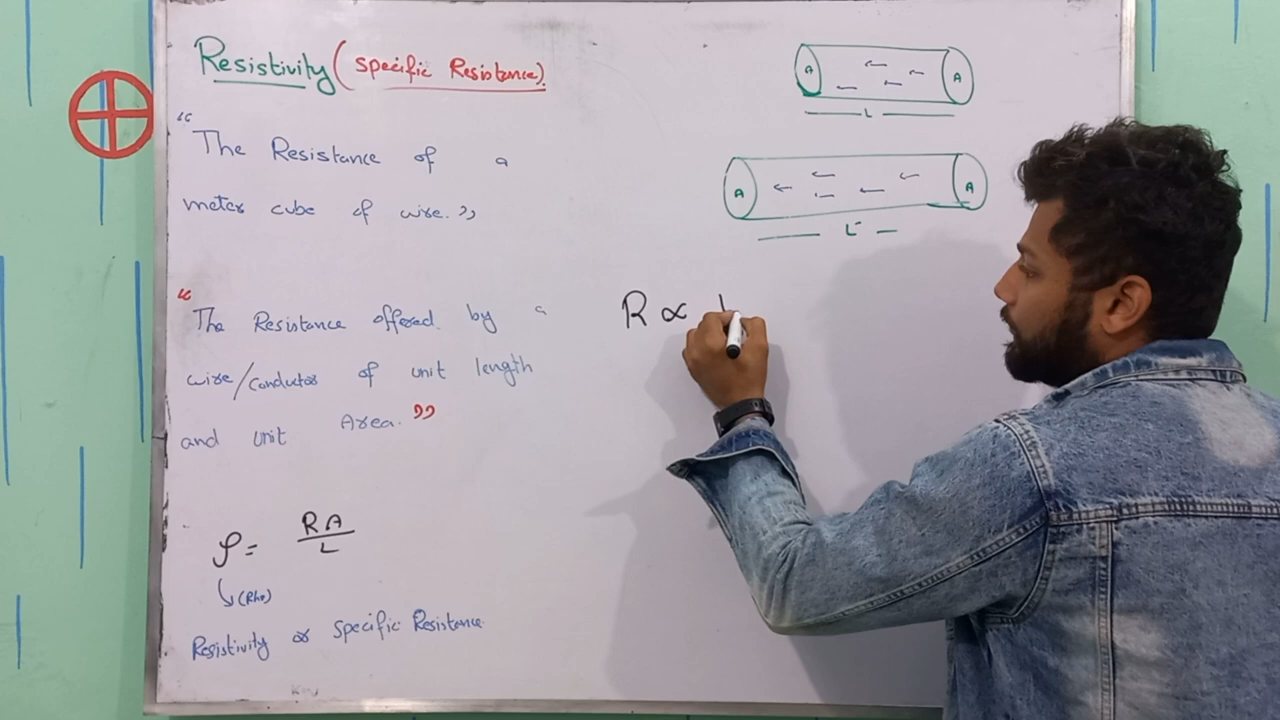 Resistivity (Specific Resistance).
"The Resistance of a
meter cube of wire."
"The Resistance offered by a
wire/conductor of unit length
and unit Area."
ρ = RA
L
(Rho)
Resistivity or Specific Resistance
A A
L
A A
L
R ∝